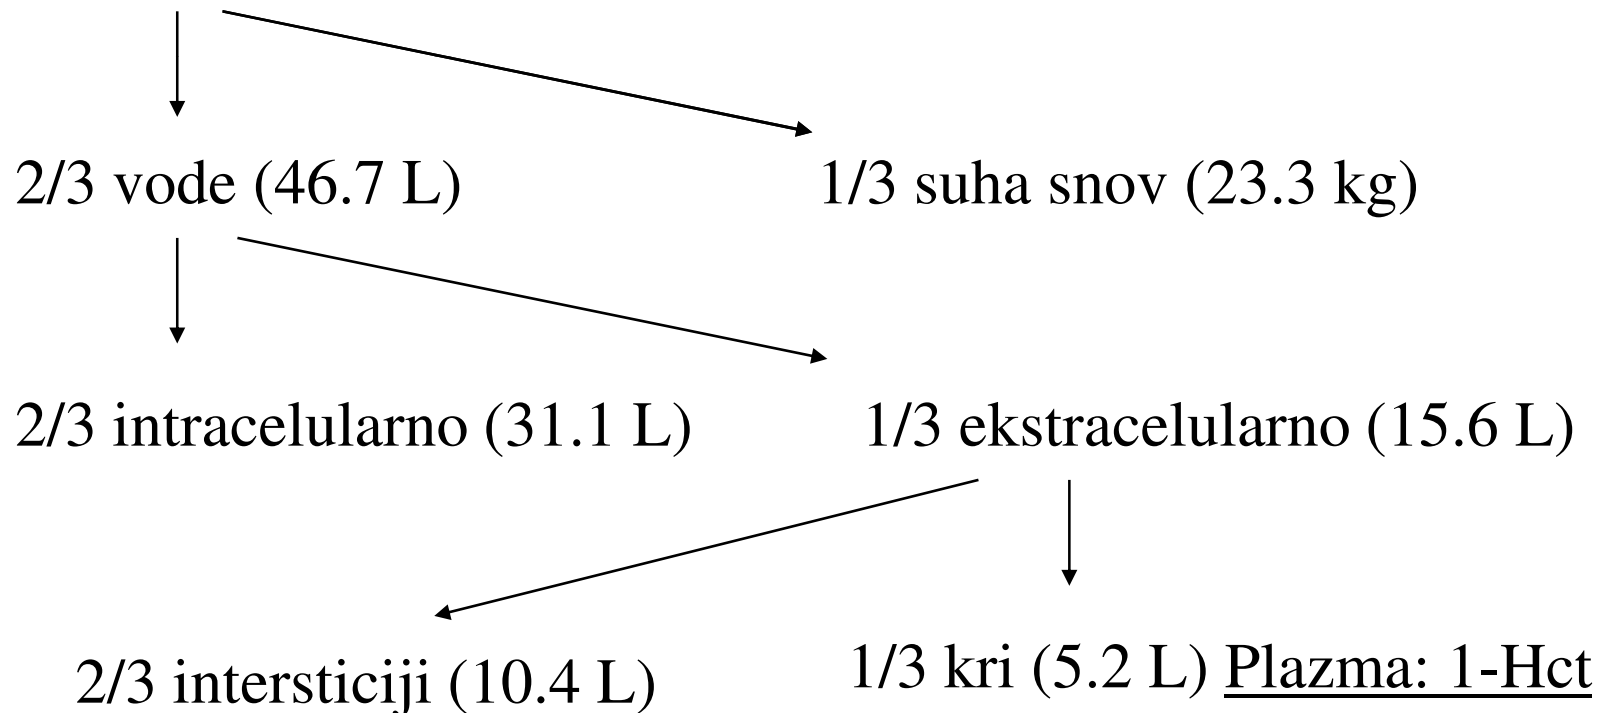 2/3 vode (46.7 L)
1/3 suha snov (23.3 kg)
2/3 intracelularno (31.1 L)
1/3 ekstracelularno (15.6 L)
2/3 intersticiji (10.4 L)
1/3 kri (5.2 L) Plazma: 1-Hct